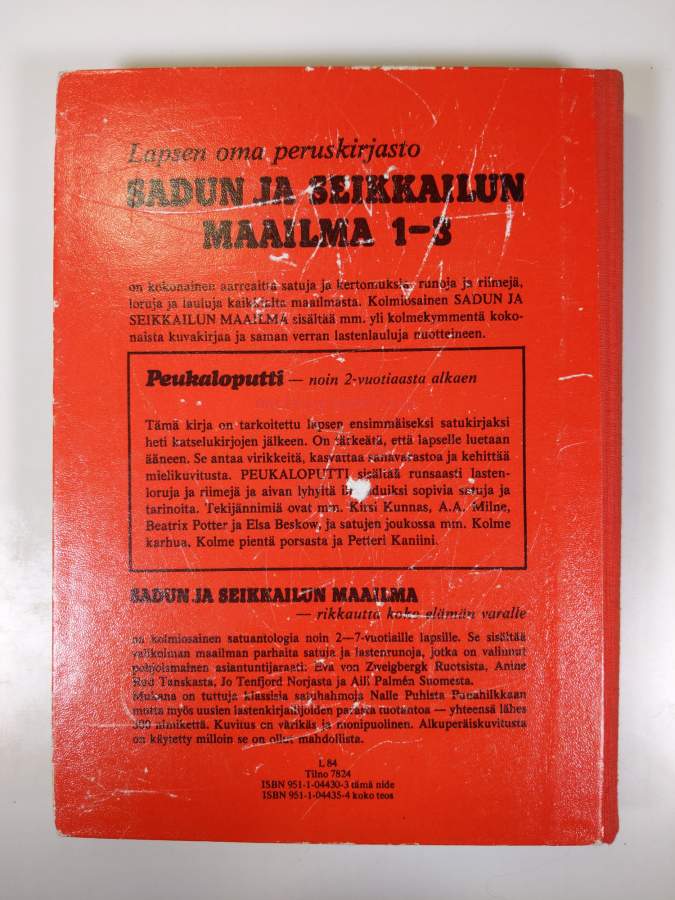 Lapsen oma peruskirjasto
SADUN JA SEIKKAILUN
MAAILMA 1–3
on kokonainen aarreaitta satuja ja kertomuksia, runoja ja riimejä,
loruja ja lauluja kaikkialta maailmasta. Kolmiosainen SADUN JA
SEIKKAILUN MAAILMA sisältää mm. yli kolmekymmentä koko-
naista kuvakirjaa ja saman verran lastenlauluja nuotteineen.
Peukaloputti — noin 2-vuotiaasta alkaen
Tämä kirja on tarkoitettu lapsen ensimmäiseksi satukirjaksi
heti katselukirjojen jälkeen. On tärkeätä, että lapselle luetaan
ääneen. Se antaa virikkeitä, kasvattaa sanavarastoa ja kehittää
mielikuvitusta. PEUKALOPUTTI sisältää runsaasti lasten-
loruja ja riimejä ja aivan lyhyitä iltasaduiksi sopivia satuja ja
tarinoita. Tekijännimiä ovat mm. Kirsi Kunnas, A.A. Milne,
Beatrix Potter ja Elsa Beskow, ja satujen joukossa mm. Kolme
karhua, Kolme pientä porsasta ja Petteri Kaniini.
SADUN JA SEIKKAILUN MAAILMA
— rikkautta koko elämän varalle
on kolmiosainen satuantologia noin 2—7-vuotiaille lapsille. Se sisältää
valikoiman maailman parhaita satuja ja lastenrunoja, jotka on valinnut
pohjoismainen asiantuntijaraati: Eva von Zweigbergk Ruotsista, Anine
Rud Tanskasta, Jo Tenfjord Norjasta ja Aili Palmén Suomesta.
Mukana on tuttuja klassisia satuhahmoja Nalle Puhista Punahilkkaan
mutta myös uusien lastenkirjailijoiden parasta tuotantoa — yhteensä lähes
300 nimikettä. Kuvitus on värikäs ja monipuolinen. Alkuperäiskuvitusta
on käytetty milloin se on ollut mahdollista.
L 84
Tilno 7824
ISBN 951-1-04430-3 tämä nide
ISBN 951-1-04435-4 koko teos